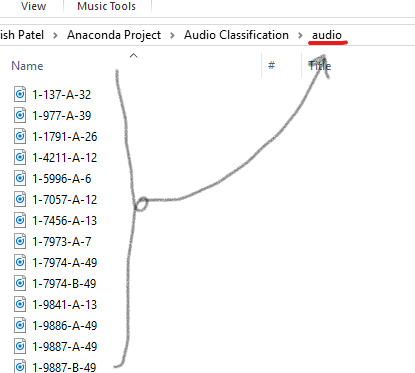 View Music Tools
ish Patel > Anaconda Project > Audio Classification > audio
Name # Title
1-137-A-32
1-977-A-39
1-1791-A-26
1-4211-A-12
1-5996-A-6
1-7057-A-12
1-7456-A-13
1-7973-A-7
1-7974-A-49
1-7974-B-49
1-9841-A-13
1-9886-A-49
1-9887-A-49
1-9887-B-49